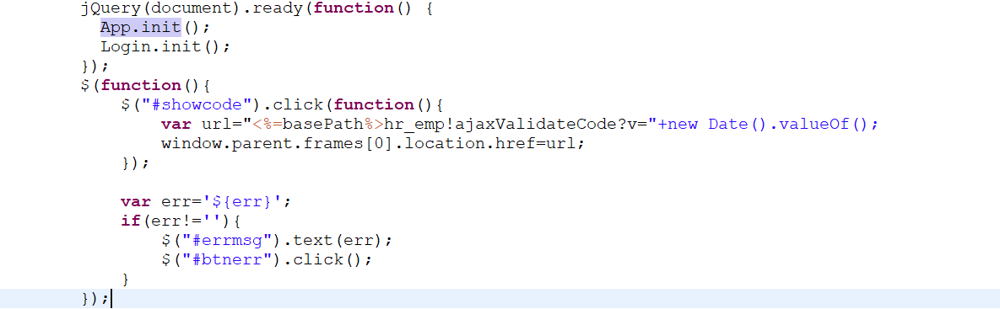 jQuery(document).ready(function() {
App.init();
Login.init();
});
$(function(){
$("#showcode").click(function(){
var url="<%=basePath%>hr_emp!ajaxValidateCode?v="+new Date().valueOf();
window.parent.frames[0].location.href=url;
});
var err='${err}';
if(err!=''){
$("#errmsg").text(err);
$("#btnerr").click();
}
});